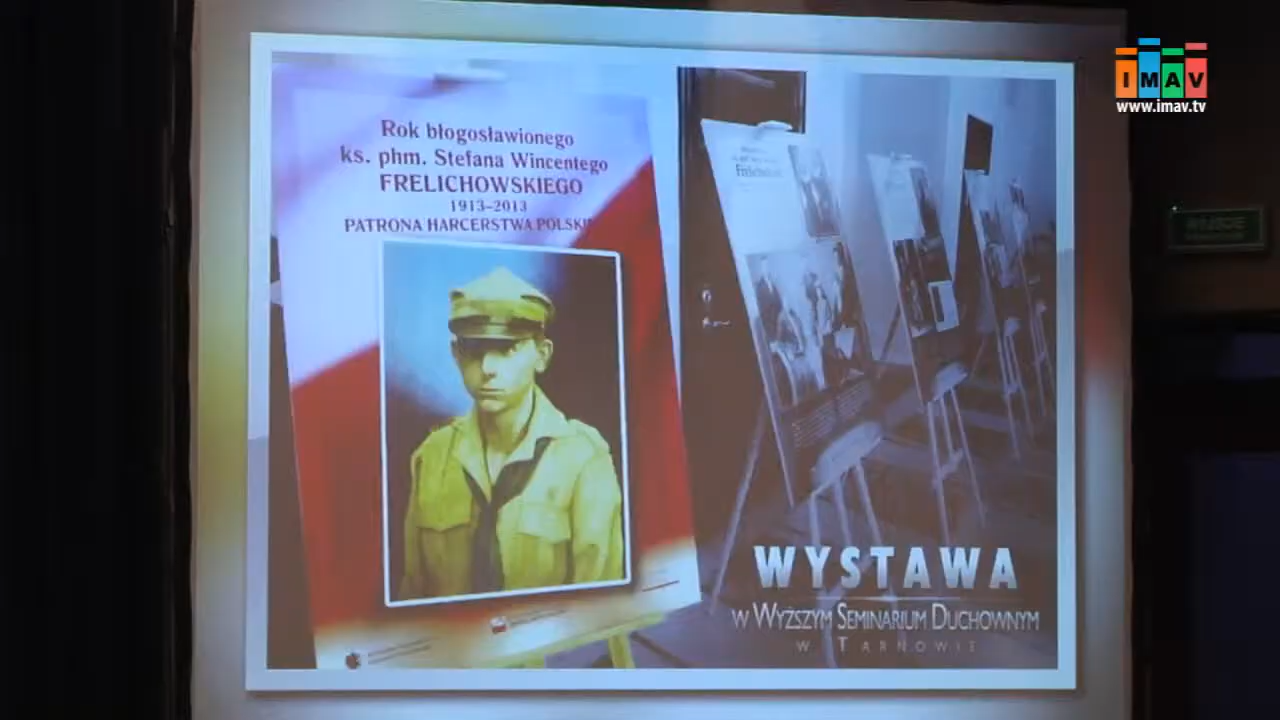 Rok błogosławionego
ks. phm. Stefana Wincentego
FRELICHOWSKIEGO
1913–2013
PATRONA HARCERSTWA
WYSTAWA
W WYŻSZYM SEMINARIUM DUCHOWNYM
W TARNOWIE
IMAV
www.imav.tv